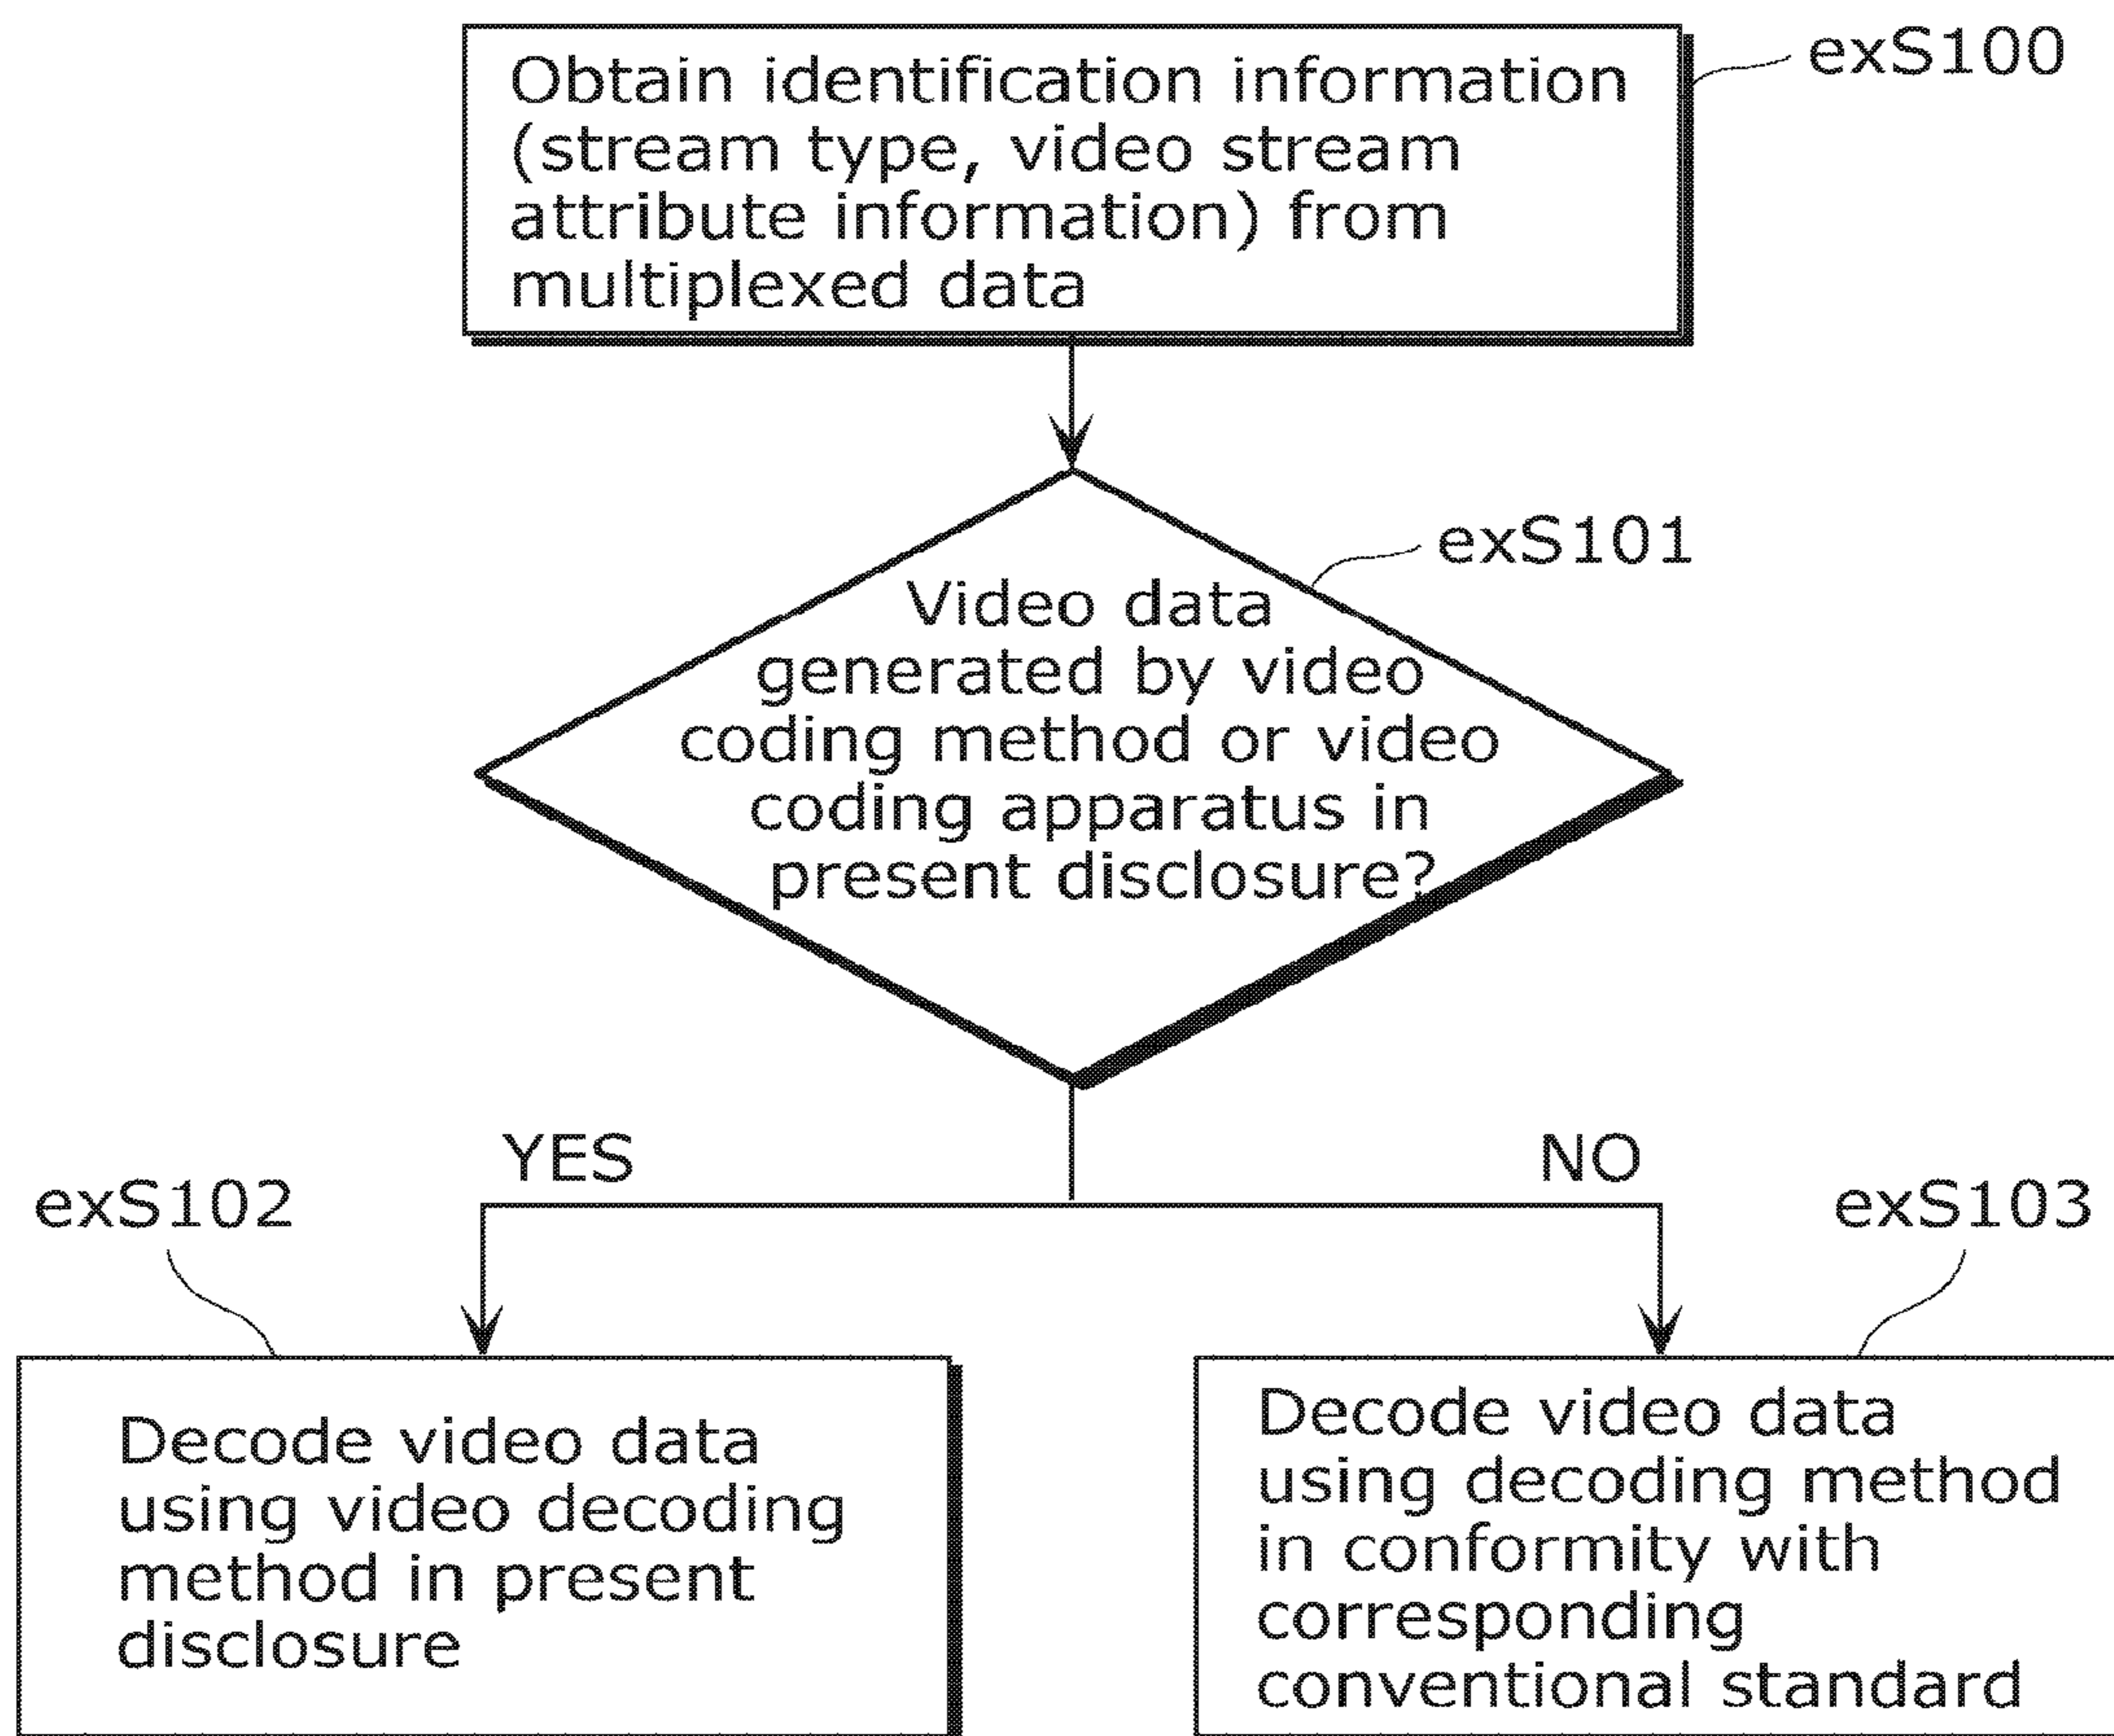 Obtain identification information
(stream type, video stream
attribute information) from
multiplexed data
exS100
exS101
Video data
generated by video
coding method or video
coding apparatus in
present disclosure?
YES
NO
exS102
exS103
Decode video data
using video decoding
method in present
disclosure
Decode video data
using decoding method
in conformity with
corresponding
conventional standard